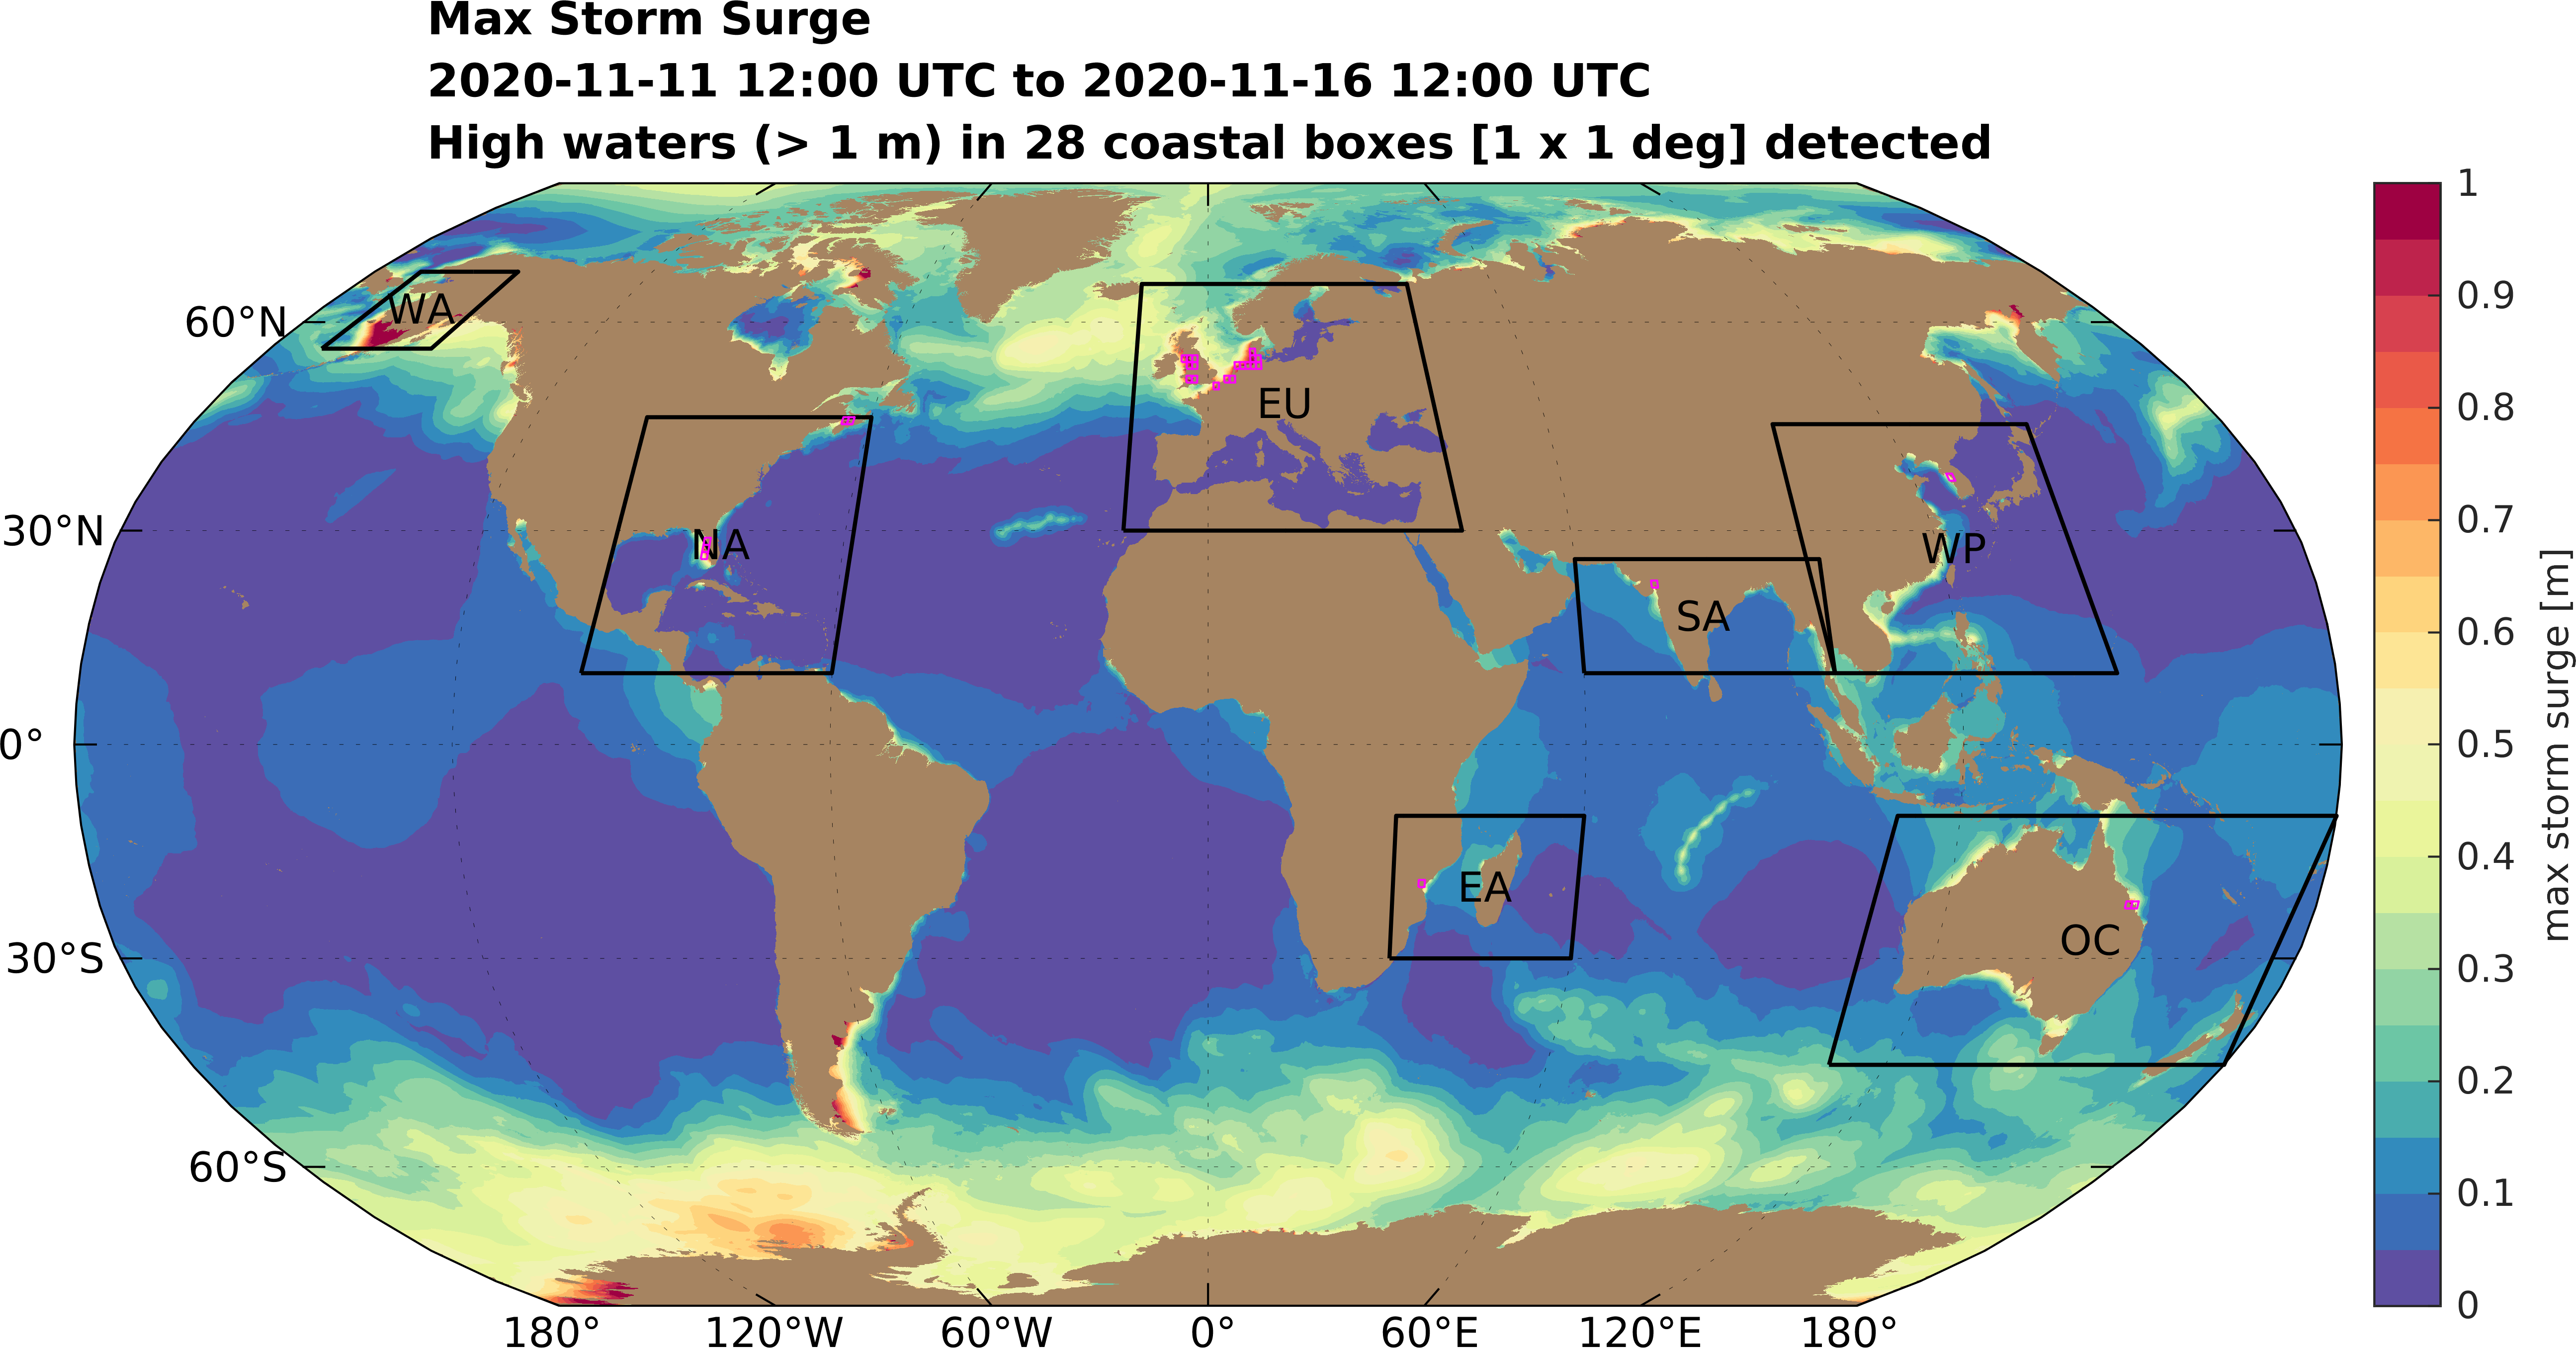 Max Storm Surge
2020-11-11 12:00 UTC to 2020-11-16 12:00 UTC
High waters (> 1 m) in 28 coastal boxes [1 x 1 deg] detected
WA
60°N
EU
NA
30°N
WP
SA
0°
EA
OC
30°S
60°S
180°
120°W
60°W
0°
60°E
120°E
180°
1
0.9
0.8
0.7
0.6
0.5
0.4
0.3
0.2
0.1
0
max storm surge [m]